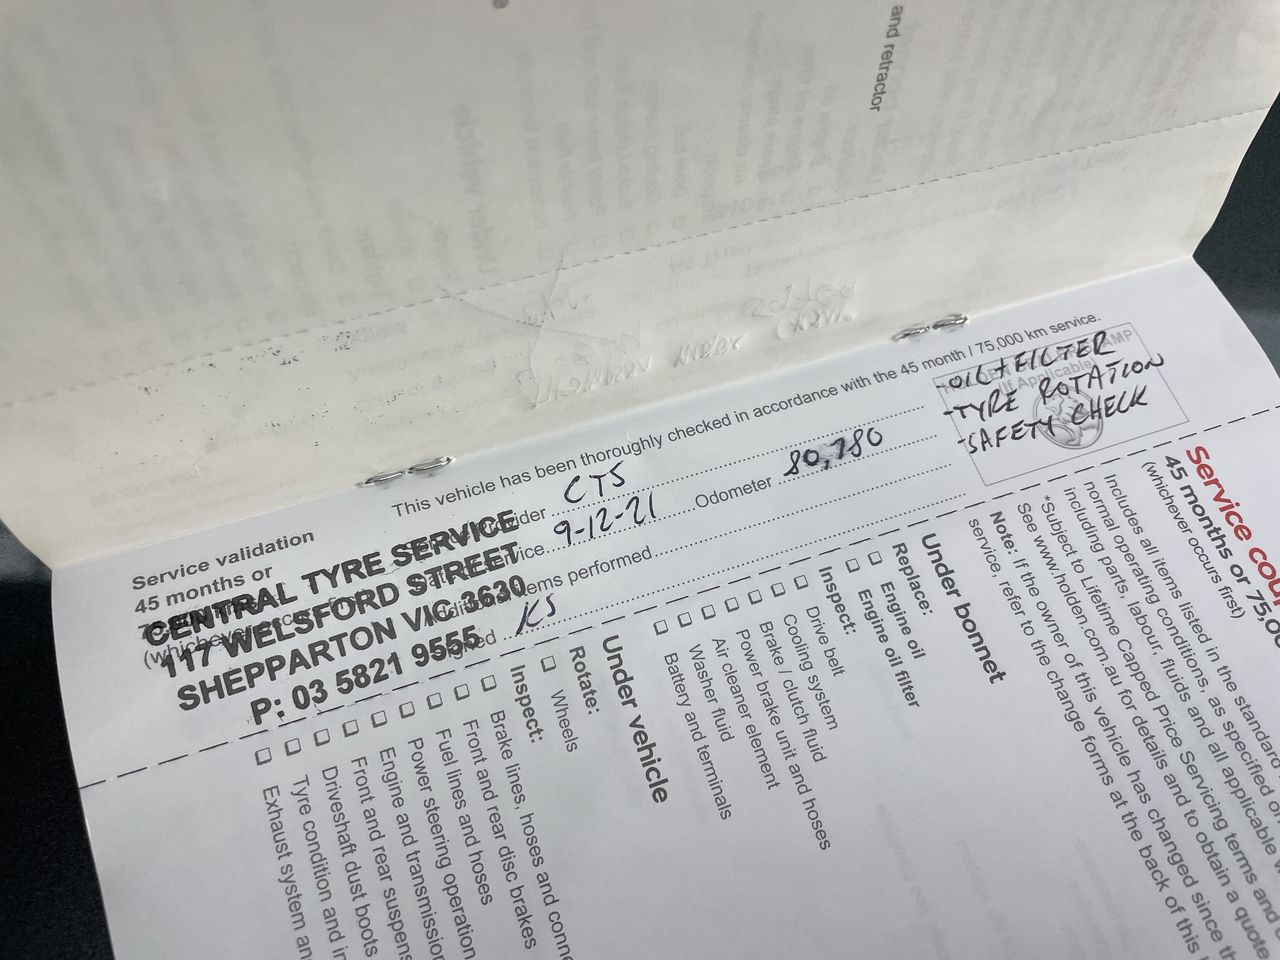 and retractor
This vehicle has been thoroughly checked in accordance with the 45 month / 75,000 km service.
Service validation
45 months or
CTS
9-12-21
Odometer 80,780
items performed
KS
CENTRAL TYRE SERVICE
117 WELSFORD STREET
SHEPPARTON VIC 3630
P: 03 5821 9555
(If Applicable)
-OIL+FILTER
-TYRE ROTATION
-SAFETY CHECK
Service
45 months or 75,
(whichever occurs first)
Includes all items listed in the standard
normal operating conditions, as specified on
including parts, labour, fluids and all applicable
*Subject to Lifetime Capped Price Servicing terms and
See www.holden.com.au for details and to obtain a quote
Note: If the owner of this vehicle has changed since
service, refer to the change forms at the back of this
Under bonnet
Replace:
Engine oil
Engine oil filter
Inspect:
Drive belt
Cooling system
Brake / clutch fluid
Power brake unit and hoses
Air cleaner element
Washer fluid
Battery and terminals
Under vehicle
Rotate:
Wheels
Inspect:
Brake lines, hoses and
Front and rear disc brakes
Fuel lines and hoses
Power steering operation
Engine and transmission
Front and rear
Driveshaft dust boots
Tyre condition and
Exhaust system